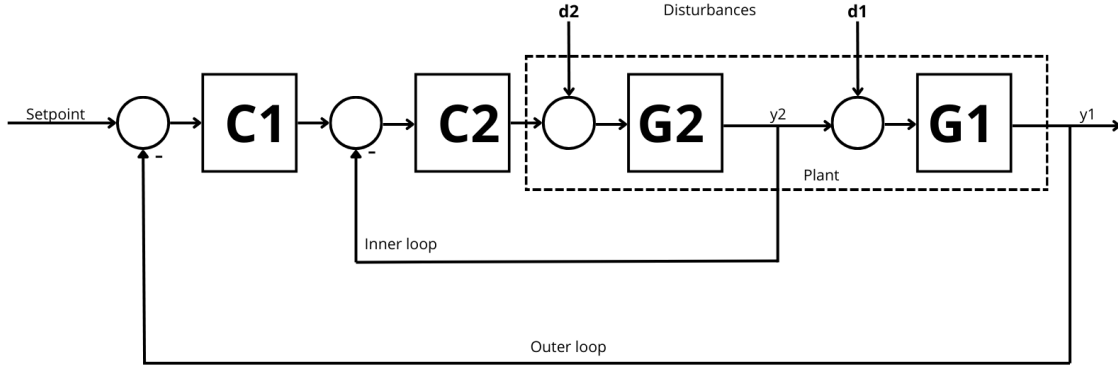 d2
Disturbances
d1
Setpoint
-
C1
-
C2
G2
y2
G1
y1
Plant
Inner loop
Outer loop